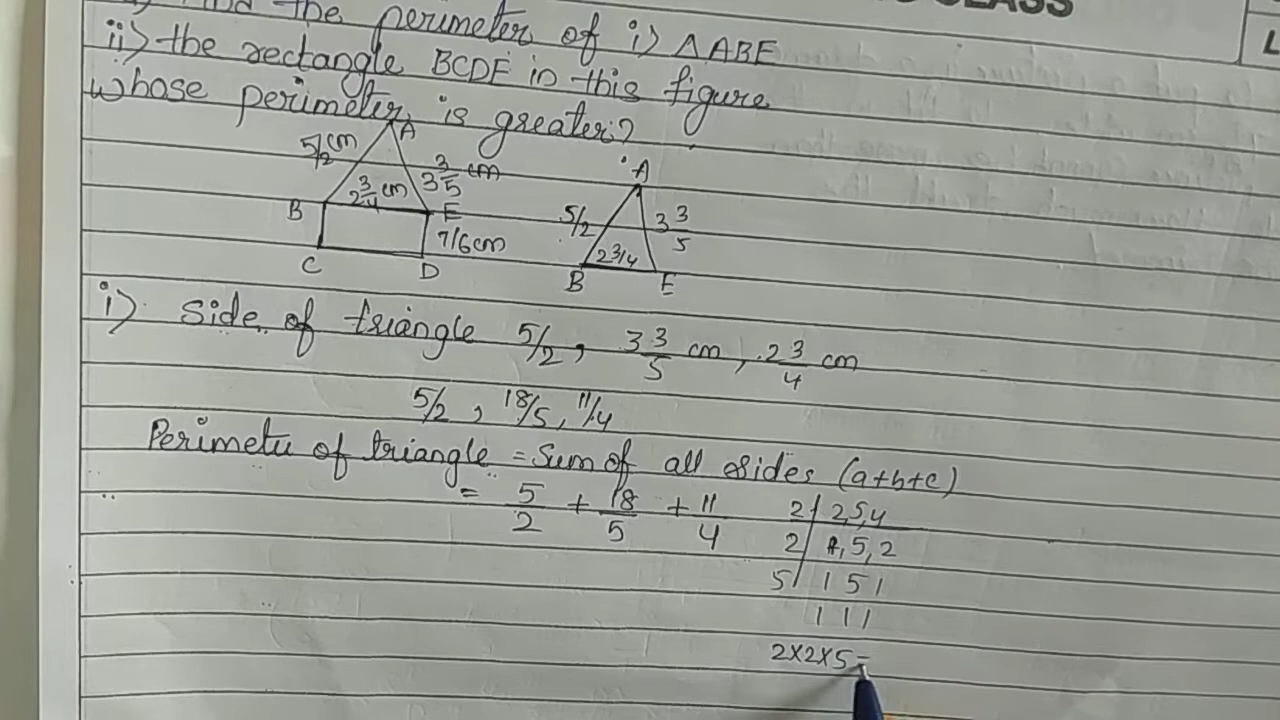 the perimeter of i) △ABE
ii) the rectangle BCDE in this figure
whose perimeter is greater?
A
5/2 cm
3 3/5 cm
2 3/4 cm
B
E
7/6 cm
C
D
A
5/2
3 3/5
2 3/4
B
E
i) Side of triangle 5/2, 3 3/5 cm, 2 3/4 cm
5/2, 18/5, 11/4
Perimetu of triangle = Sum of all sides (a+b+c)
= 5/2 + 18/5 + 11/4
2 2,5,4
2 1,5,2
5 1 5 1
1 1 1
2×2×5=